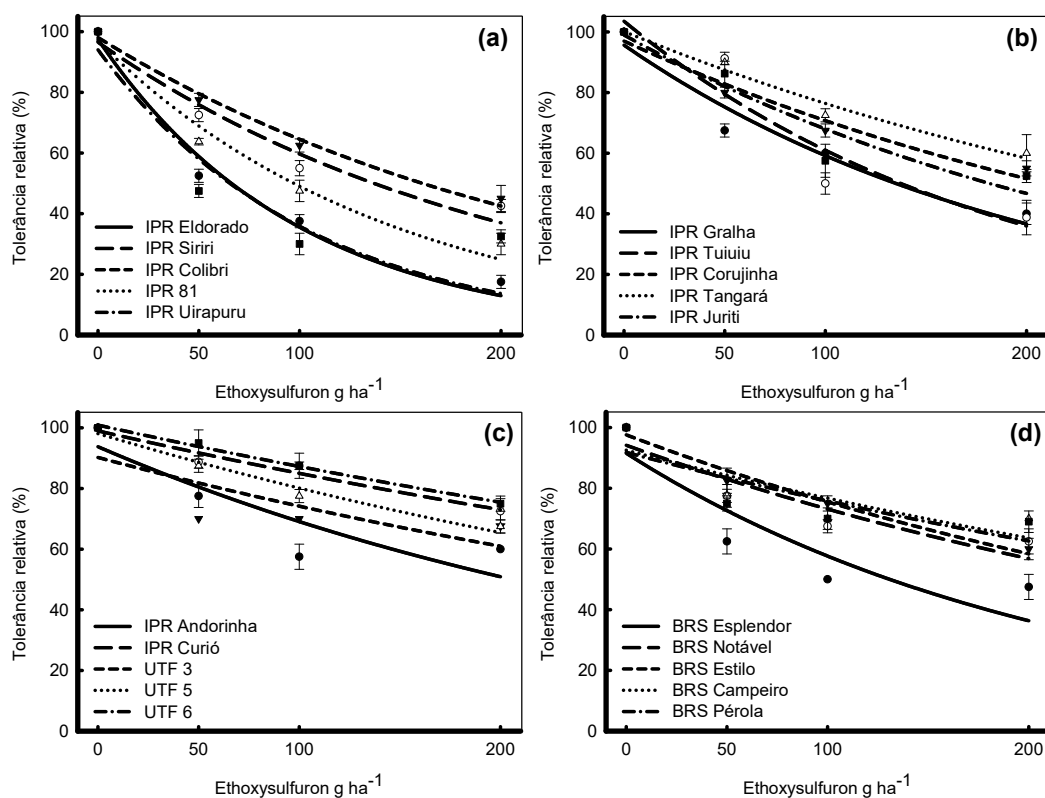 (a)
Tolerância relativa (%)
100
80
60
40
20
0
IPR Eldorado
IPR Siriri
IPR Colibri
IPR 81
IPR Uirapuru
0 50 100 200
Ethoxysulfuron g ha⁻¹
(b)
Tolerância relativa (%)
100
80
60
40
20
0
IPR Gralha
IPR Tuiuiu
IPR Corujinha
IPR Tangará
IPR Juriti
0 50 100 200
Ethoxysulfuron g ha⁻¹
(c)
Tolerância relativa (%)
100
80
60
40
20
0
IPR Andorinha
IPR Curió
UTF 3
UTF 5
UTF 6
0 50 100 200
Ethoxysulfuron g ha⁻¹
(d)
Tolerância relativa (%)
100
80
60
40
20
0
BRS Esplendor
BRS Notável
BRS Estilo
BRS Campeiro
BRS Pérola
0 50 100 200
Ethoxysulfuron g ha⁻¹